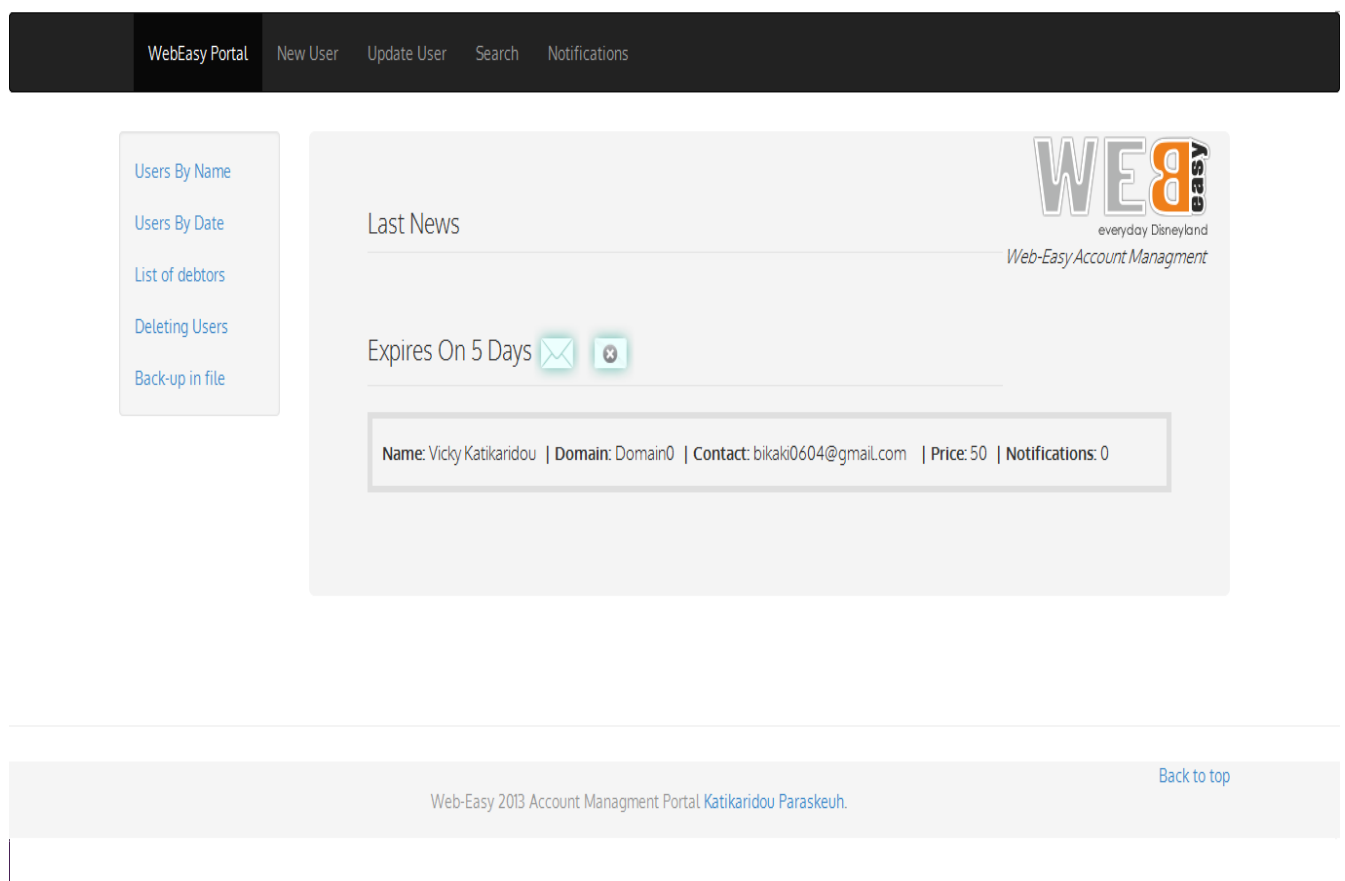 WebEasy Portal New User Update User Search Notifications
Users By Name
Users By Date
List of debtors
Deleting Users
Back-up in file
WEB easy
everyday Disneyland
Web-Easy Account Managment
Last News
Expires On 5 Days
Name: Vicky Katikaridou | Domain: Domain0 | Contact: bikaki0604@gmail.com | Price: 50 | Notifications: 0
Back to top
Web-Easy 2013 Account Managment Portal Katikaridou Paraskeuh.